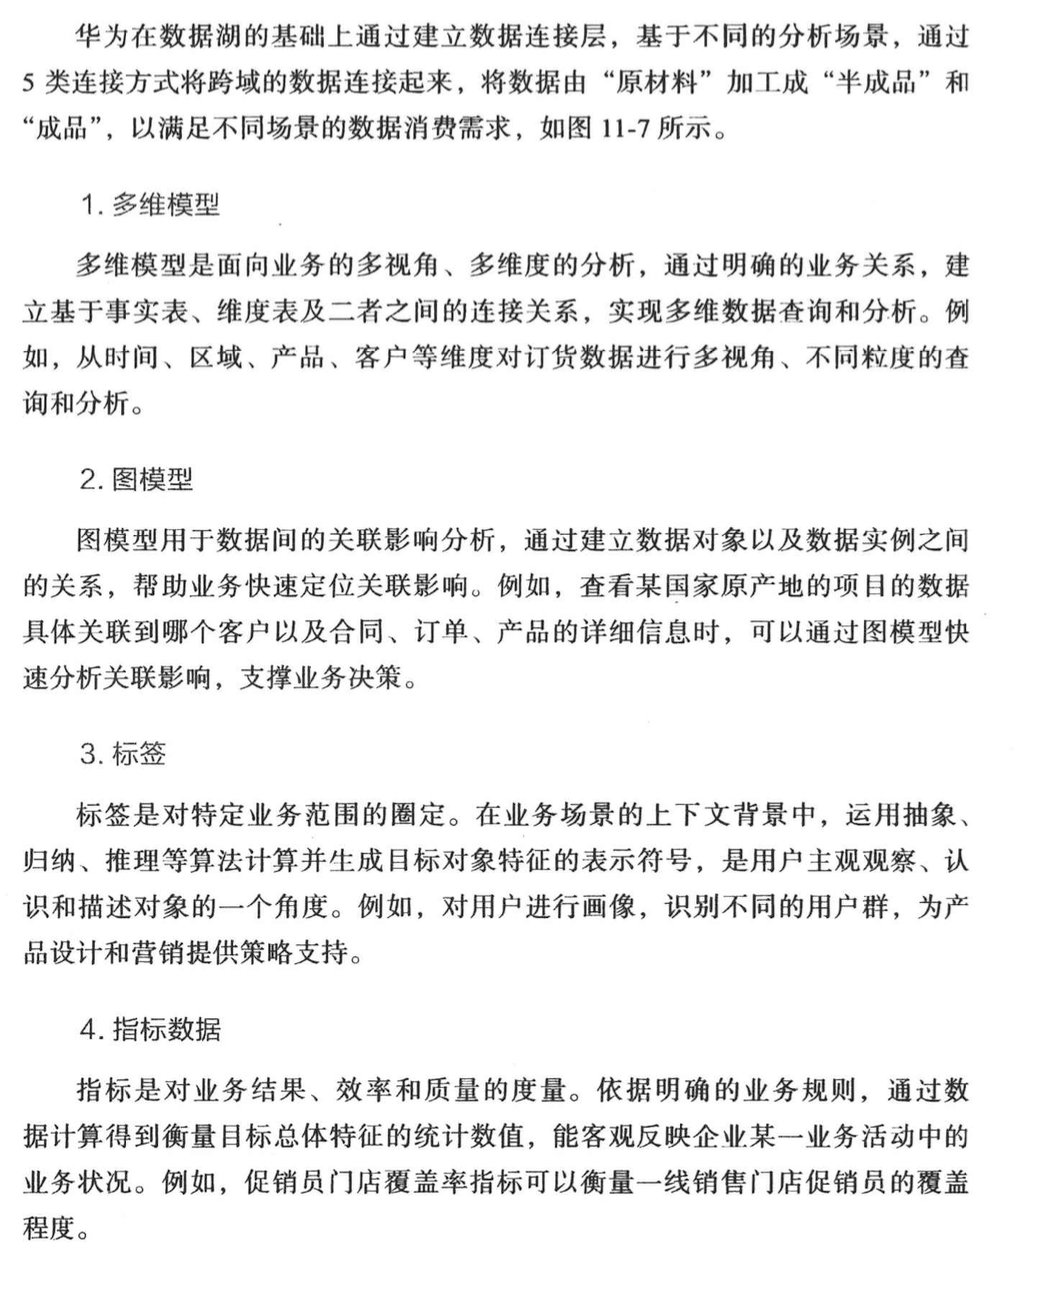 华为在数据湖的基础上通过建立数据连接层，基于不同的分析场景，通过
5 类连接方式将跨域的数据连接起来，将数据由“原材料”加工成“半成品”和
“成品”，以满足不同场景的数据消费需求，如图 11-7 所示。
1. 多维模型
多维模型是面向业务的多视角、多维度的分析，通过明确的业务关系，建
立基于事实表、维度表及二者之间的连接关系，实现多维数据查询和分析。例
如，从时间、区域、产品、客户等维度对订货数据进行多视角、不同粒度的查
询和分析。
2. 图模型
图模型用于数据间的关联影响分析，通过建立数据对象以及数据实例之间
的关系，帮助业务快速定位关联影响。例如，查看某国家原产地的项目的数据
具体关联到哪个客户以及合同、订单、产品的详细信息时，可以通过图模型快
速分析关联影响，支撑业务决策。
3. 标签
标签是对特定业务范围的圈定。在业务场景的上下文背景中，运用抽象、
归纳、推理等算法计算并生成目标对象特征的表示符号，是用户主观观察、认
识和描述对象的一个角度。例如，对用户进行画像，识别不同的用户群，为产
品设计和营销提供策略支持。
4. 指标数据
指标是对业务结果、效率和质量的度量。依据明确的业务规则，通过数
据计算得到衡量目标总体特征的统计数值，能客观反映企业某一业务活动中的
业务状况。例如，促销员门店覆盖率指标可以衡量一线销售门店促销员的覆盖
程度。